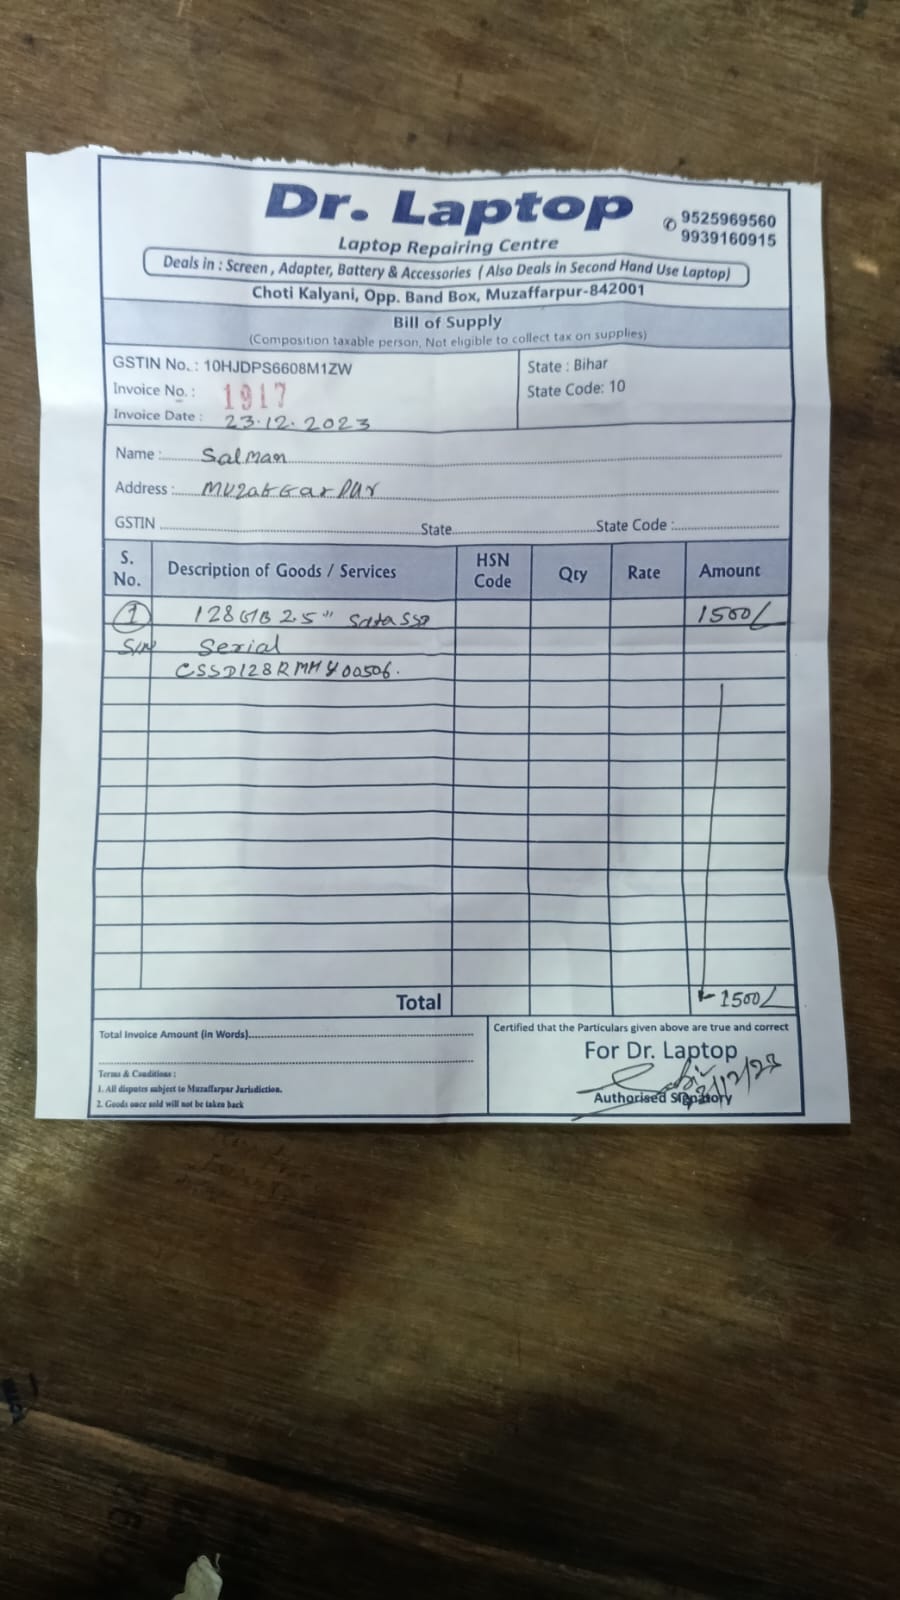 Dr. Laptop
✆ 9525969560
9939160915
Laptop Repairing Centre
Deals in : Screen, Adapter, Battery & Accessories ( Also Deals in Second Hand Use Laptop)
Choti Kalyani, Opp. Band Box, Muzaffarpur-842001
Bill of Supply
(Composition taxable person, Not eligible to collect tax on supplies)
GSTIN No. : 10HJDPS6608M1ZW
State : Bihar
Invoice No. : 1917
State Code: 10
Invoice Date : 23.12.2023
Name : Salman
Address : Muzaffarpur
GSTIN State State Code :
S. No. Description of Goods / Services HSN Code Qty Rate Amount
1 128GB 2.5" Sata SSD 1500/
S/N Serial
CSSD128RMMY00506.
Total 1500/
Total Invoice Amount (in Words)
Certified that the Particulars given above are true and correct
For Dr. Laptop
Terms & Conditions :
1. All disputes subject to Muzaffarpur Jurisdiction.
2. Goods once sold will not be taken back
Authorised Signatory